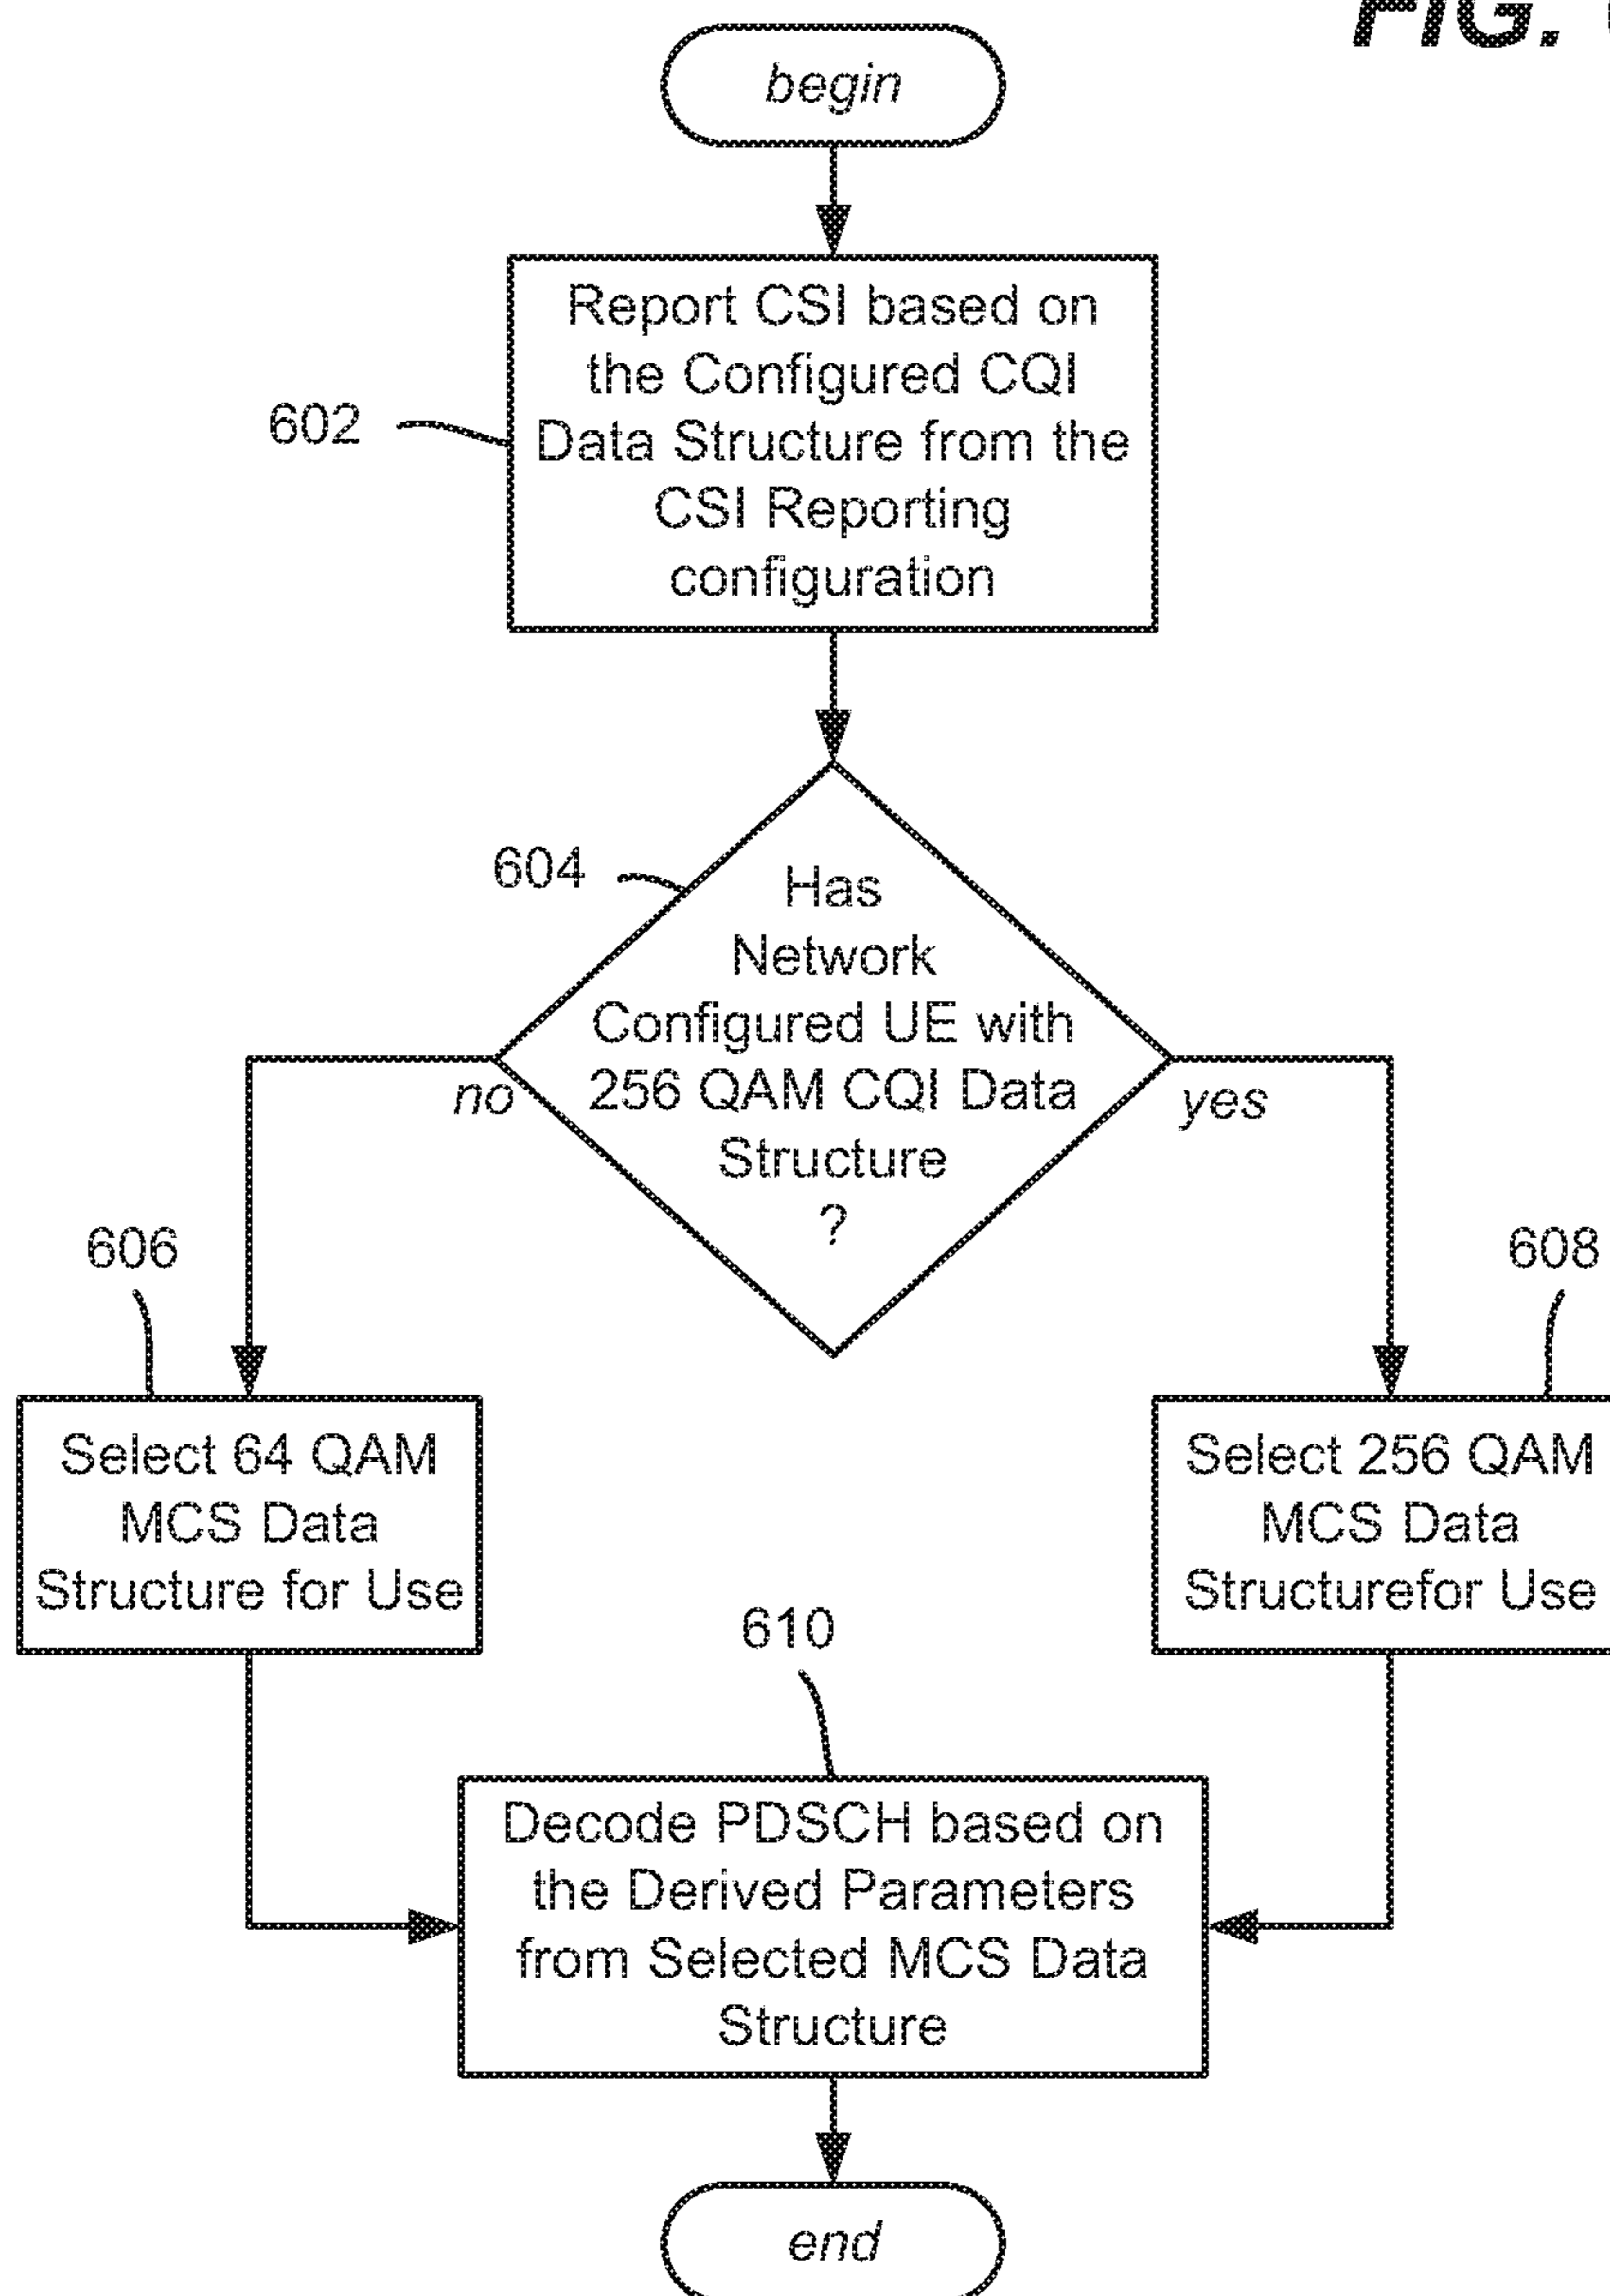 FIG.
begin
Report CSI based on
the Configured CQI
Data Structure from the
CSI Reporting
configuration
602
604
Has
Network
Configured UE with
256 QAM CQI Data
Structure
?
no
yes
606
608
Select 64 QAM
MCS Data
Structure for Use
Select 256 QAM
MCS Data
Structurefor Use
610
Decode PDSCH based on
the Derived Parameters
from Selected MCS Data
Structure
end